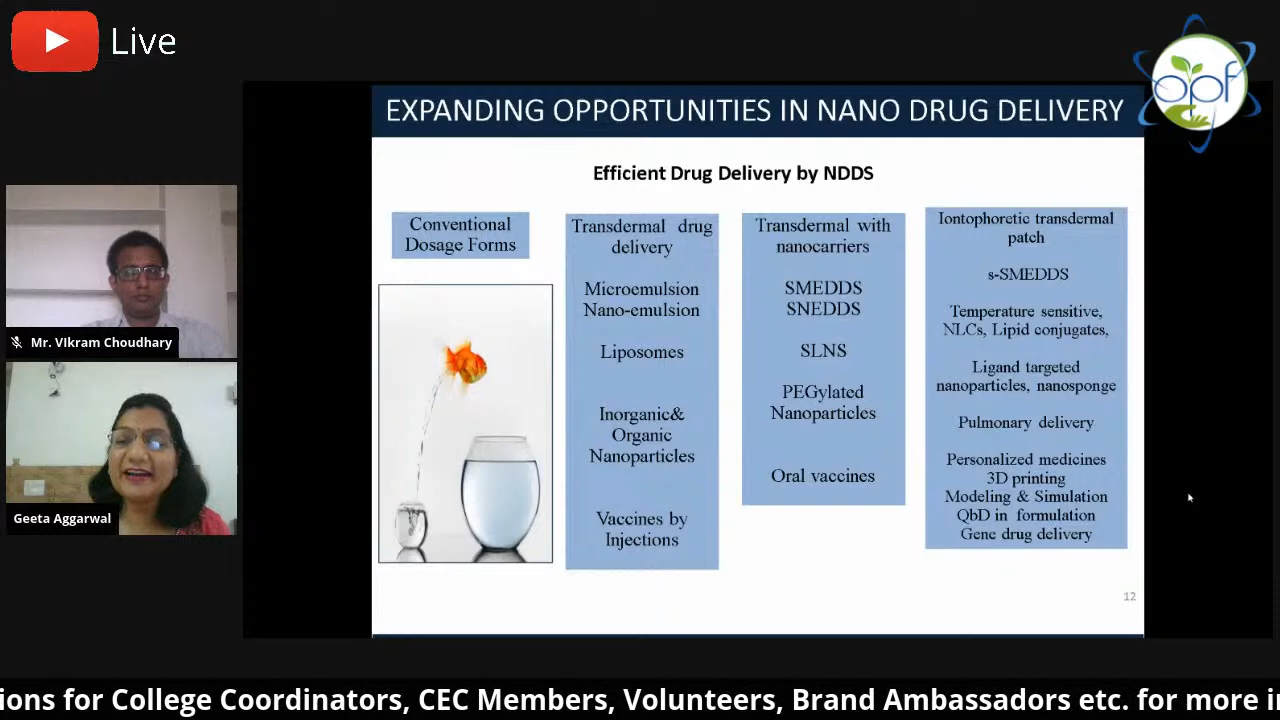 Live
opf
EXPANDING OPPORTUNITIES IN NANO DRUG DELIVERY
Efficient Drug Delivery by NDDS
Conventional
Dosage Forms
Transdermal drug
delivery
Microemulsion
Nano-emulsion
Liposomes
Inorganic&
Organic
Nanoparticles
Vaccines by
Injections
Transdermal with
nanocarriers
SMEDDS
SNEDDS
SLNS
PEGylated
Nanoparticles
Oral vaccines
Iontophoretic transdermal
patch
s-SMEDDS
Temperature sensitive,
NLCs, Lipid conjugates,
Ligand targeted
nanoparticles, nanosponge
Pulmonary delivery
Personalized medicines
3D printing
Modeling & Simulation
QbD in formulation
Gene drug delivery
12
Mr. VIkram Choudhary
Geeta Aggarwal
ions for College Coordinators, CEC Members, Volunteers, Brand Ambassadors etc. for more i